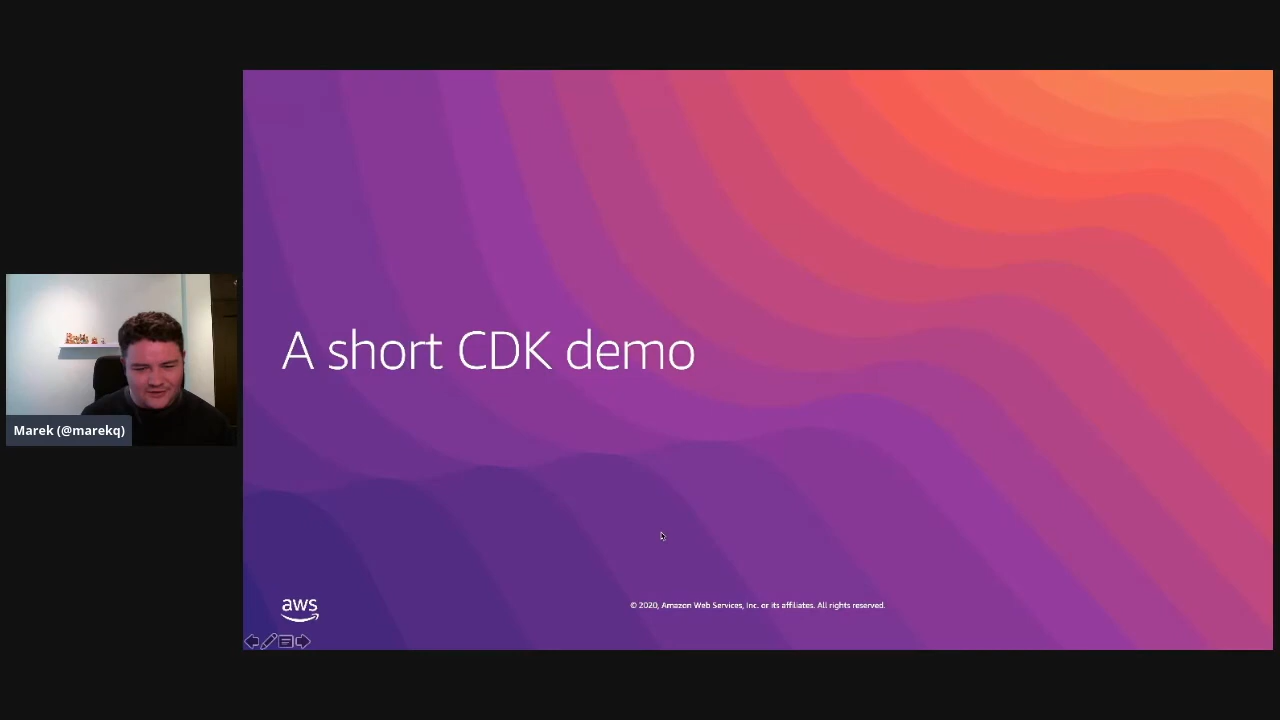 A short CDK demo
Marek (@marekq)
aws
© 2020, Amazon Web Services, Inc. or its affiliates. All rights reserved.